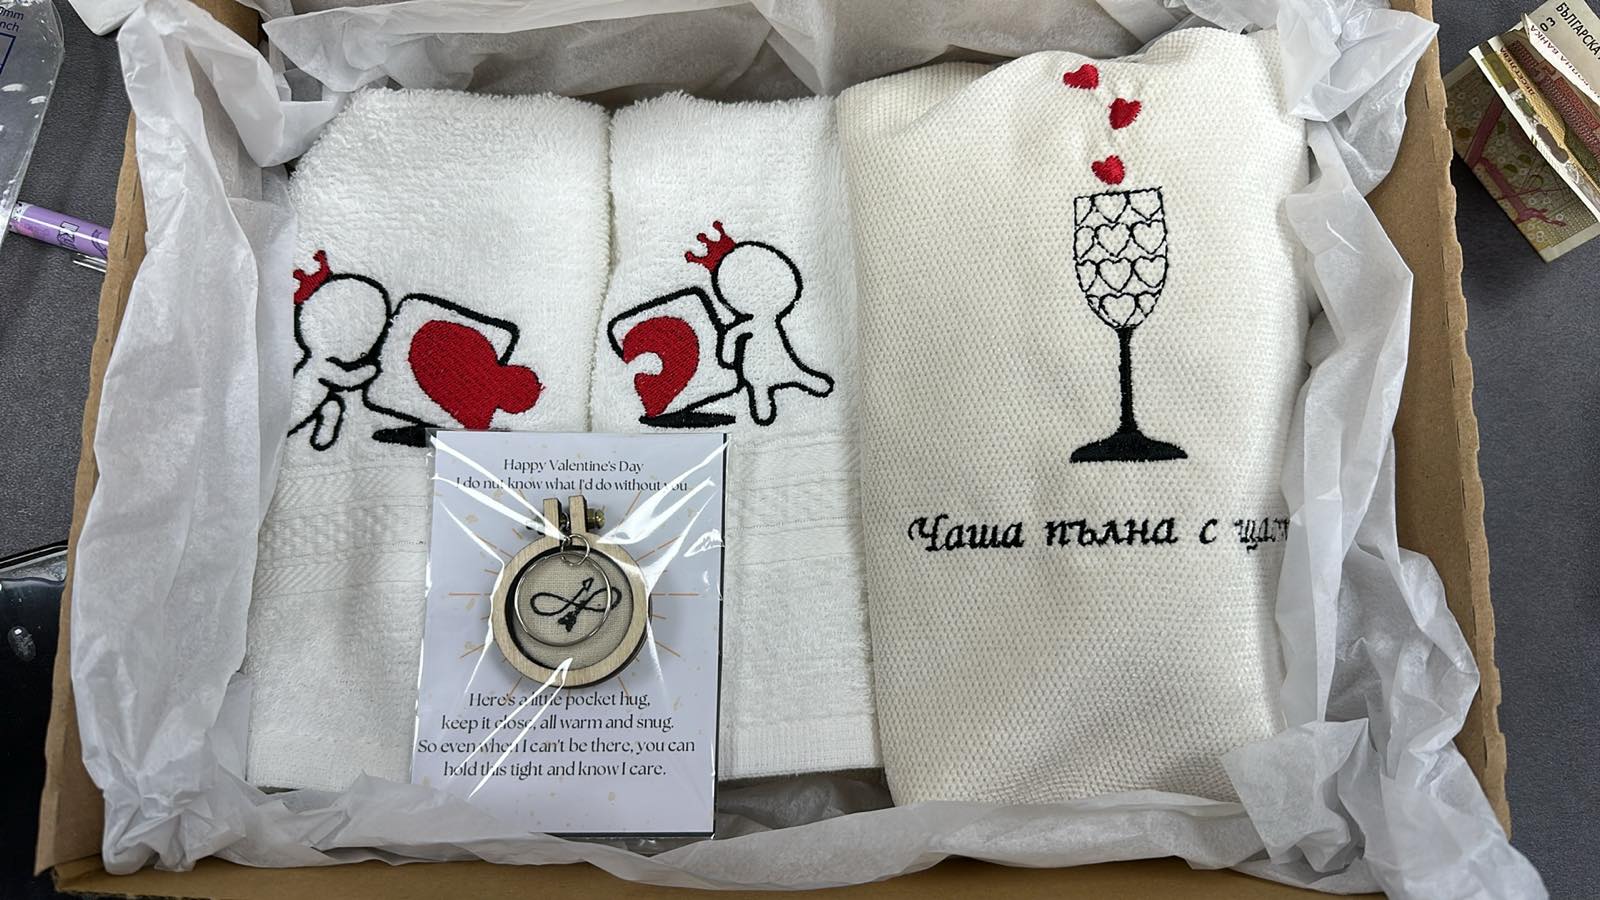 Happy Valentine's Day
I do not know what I'd do without you
Here's a little pocket hug,
keep it close, all warm and snug.
So even when I can't be there, you can
hold this tight and know I care.
Чаша пълна с
БЪЛГАРСКА